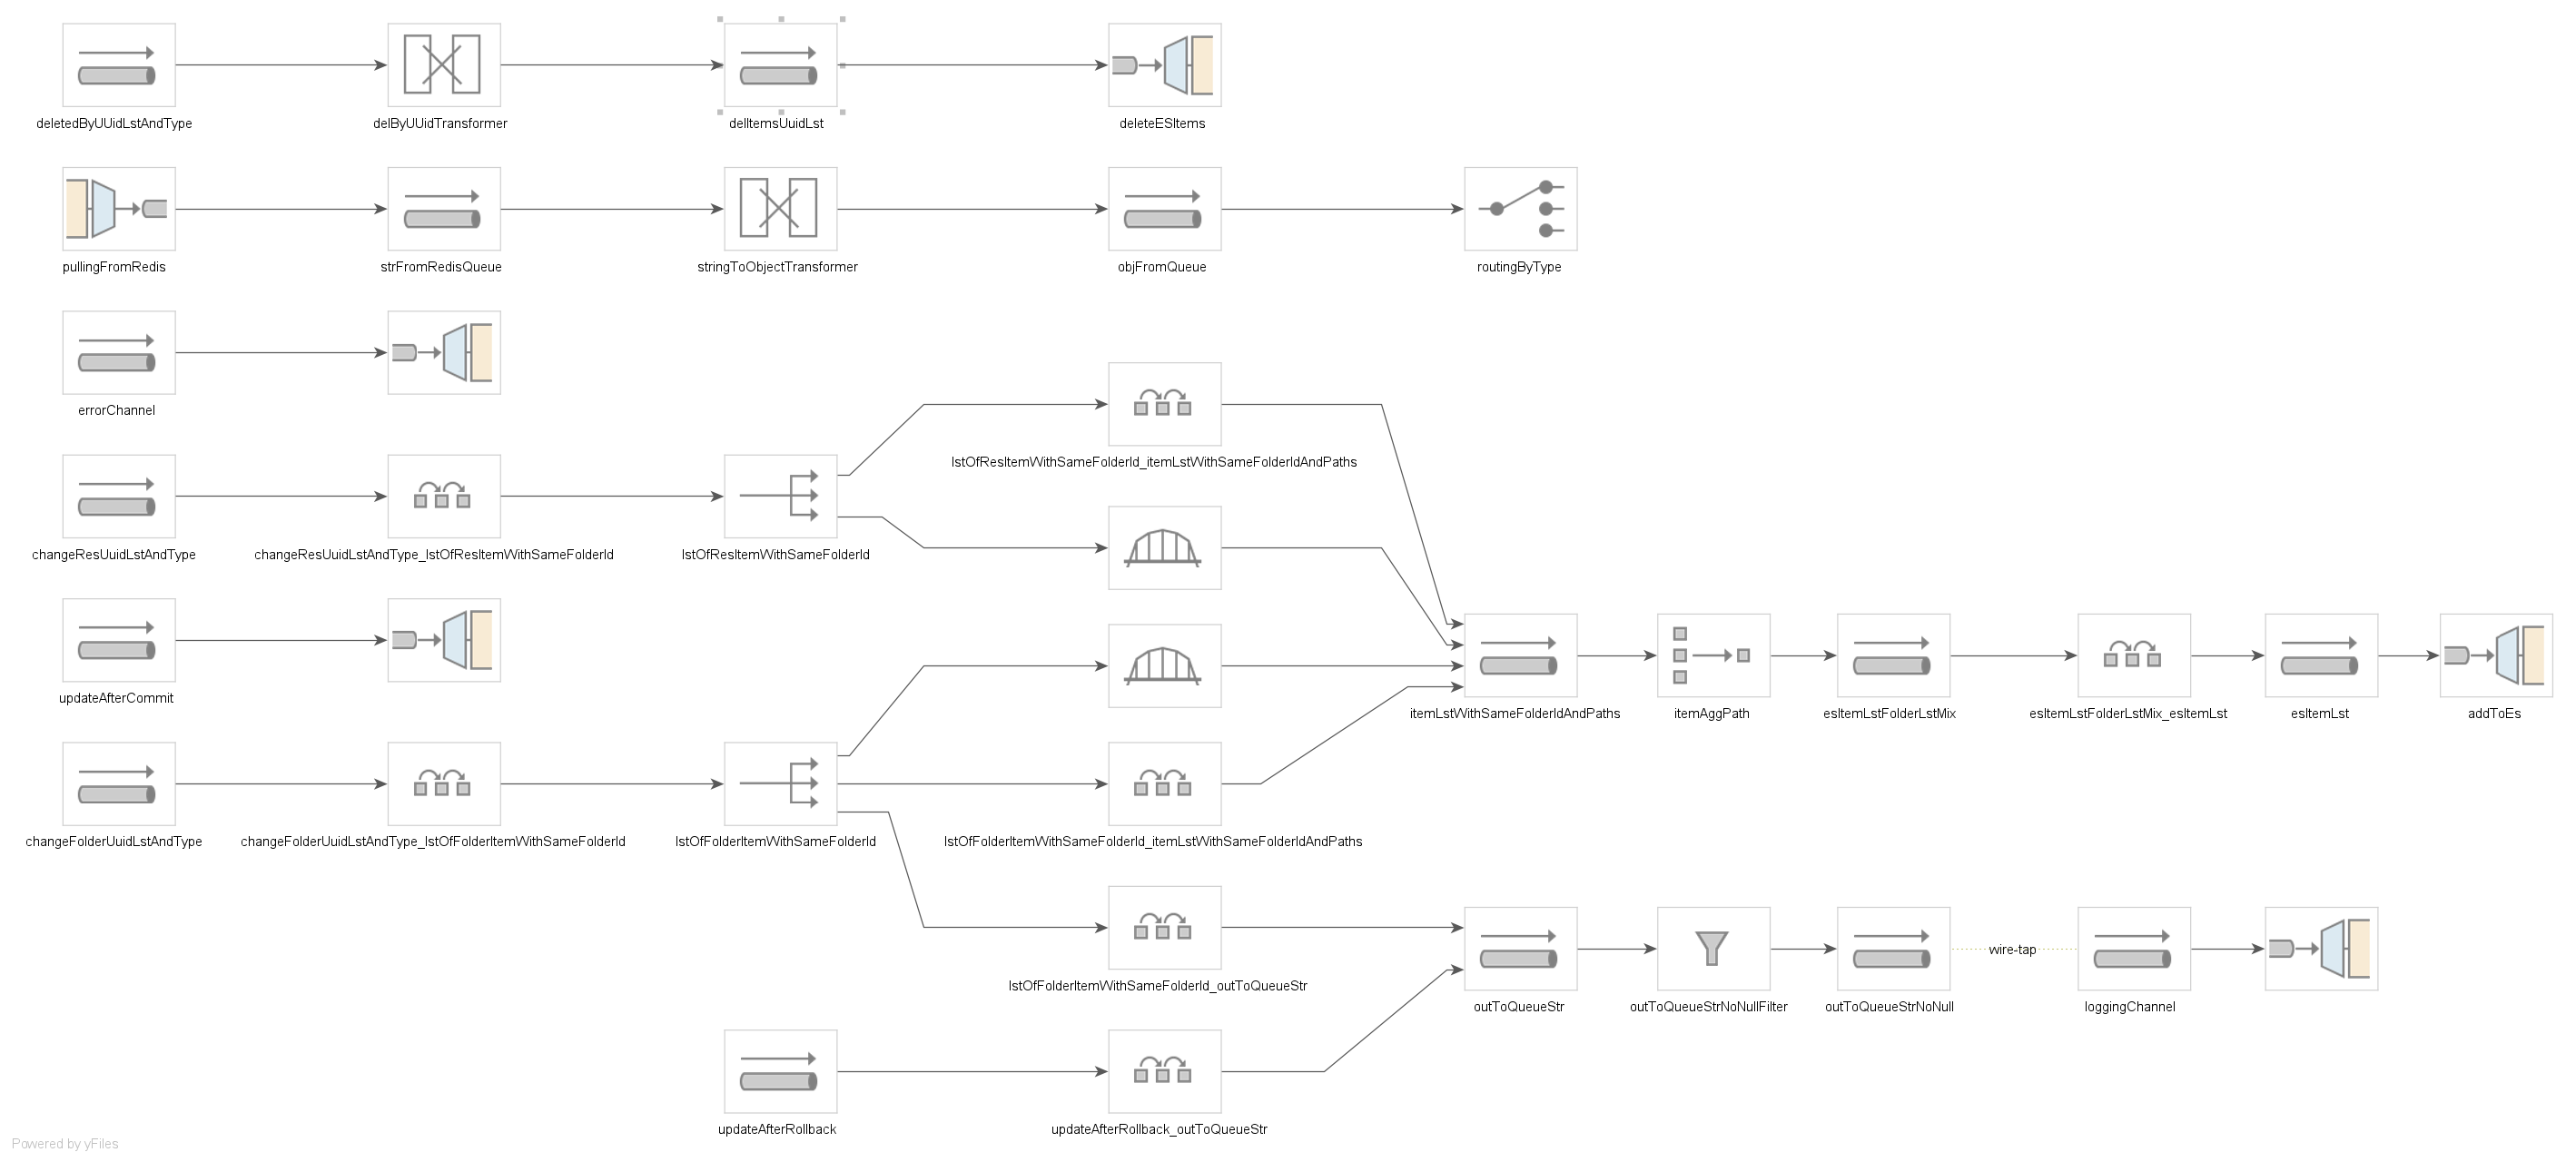 deletedByUUidLstAndType
delByUUidTransformer
delItemsUuidLst
deleteESItems
pullingFromRedis
strFromRedisQueue
stringToObjectTransformer
objFromQueue
routingByType
errorChannel
lstOfResItemWithSameFolderId_itemLstWithSameFolderIdAndPaths
changeResUuidLstAndType
changeResUuidLstAndType_lstOfResItemWithSameFolderId
lstOfResItemWithSameFolderId
updateAfterCommit
itemLstWithSameFolderIdAndPaths
itemAggPath
esItemLstFolderLstMix
esItemLstFolderLstMix_esItemLst
esItemLst
addToEs
changeFolderUuidLstAndType
changeFolderUuidLstAndType_lstOfFolderItemWithSameFolderId
lstOfFolderItemWithSameFolderId
lstOfFolderItemWithSameFolderId_itemLstWithSameFolderIdAndPaths
wire-tap
lstOfFolderItemWithSameFolderId_outToQueueStr
outToQueueStr
outToQueueStrNoNullFilter
outToQueueStrNoNull
loggingChannel
updateAfterRollback
updateAfterRollback_outToQueueStr
Powered by yFiles